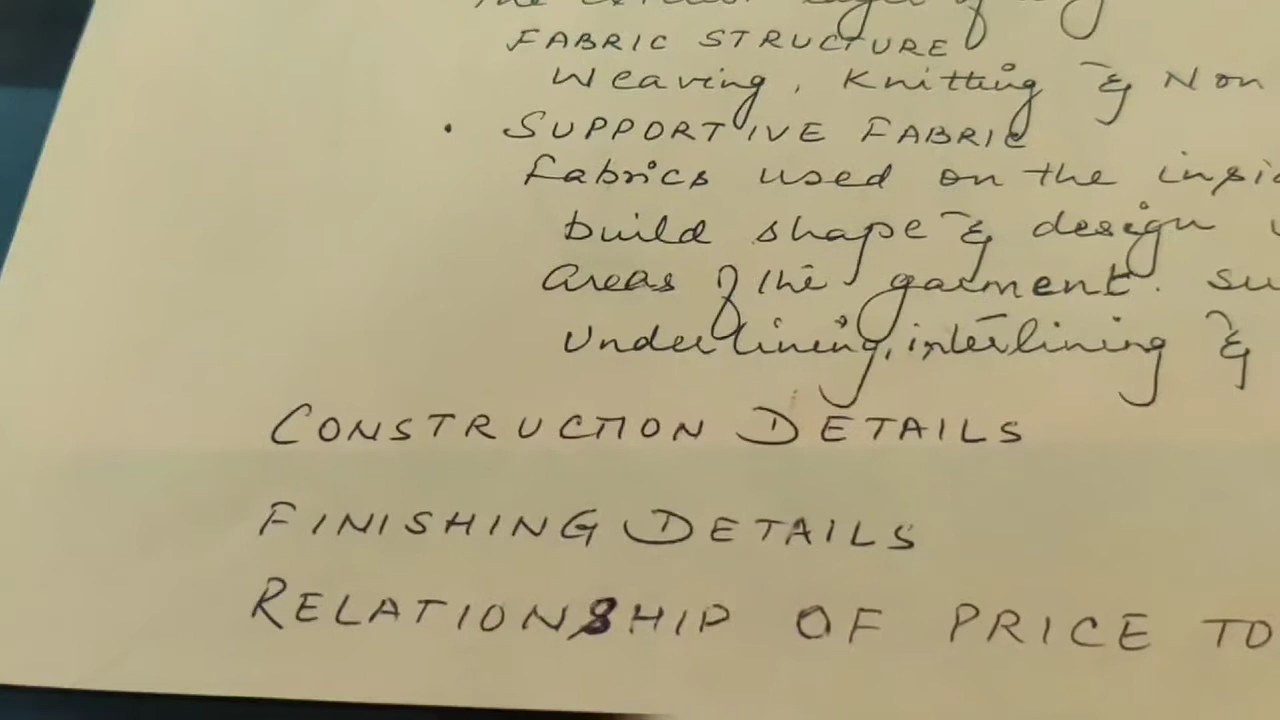 FABRIC STRUCTURE
Weaving, Knitting & Non
• SUPPORTIVE FABRIC
fabrics used on the
build shape & design
areas of the garment.
Underlining, interlining &
CONSTRUCTION DETAILS
FINISHING DETAILS
RELATIONSHIP OF PRICE TO